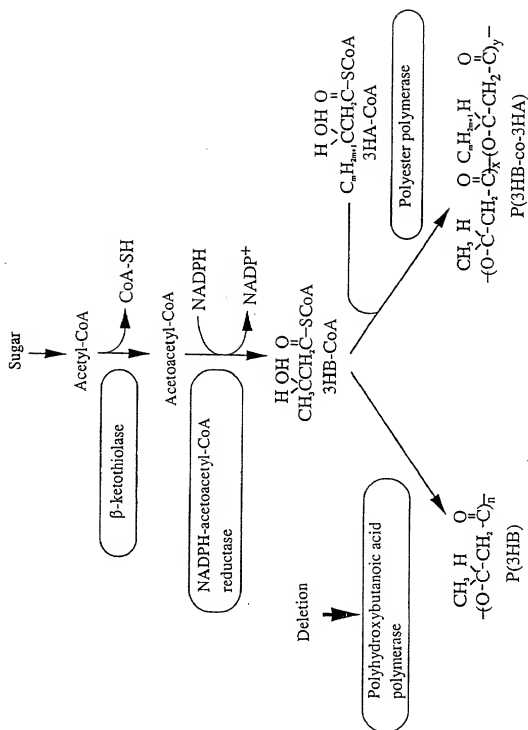 Sugar
Acetyl-CoA
β-ketothiolase
CoA-SH
Acetoacetyl-CoA
NADPH-acetoacetyl-CoA
reductase
NADPH
NADP+
H OH O
CH3CCH2C–SCoA
3HB-CoA
H OH O
CmH2m+1CCH2C–SCoA
3HA-CoA
Deletion
Polyhydroxybutanoic acid
polymerase
Polyester polymerase
CH3 H O
-(O-C-CH2-C)n-
P(3HB)
CH3 H O CmH2m+1H O
-(O-C-CH2-C)x-(O-C-CH2-C)y-
P(3HB-co-3HA)